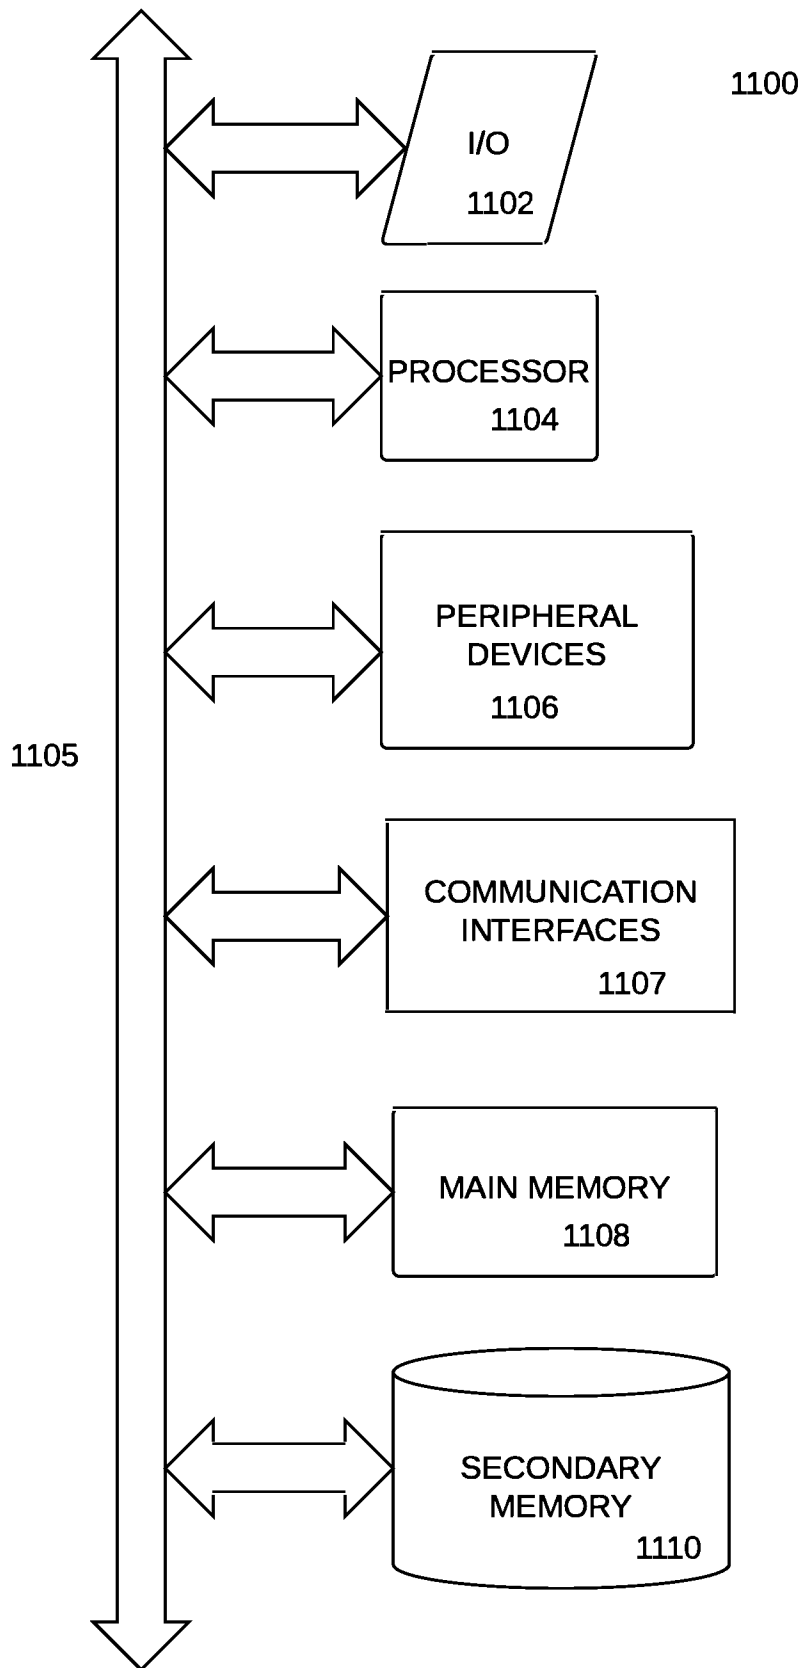 1100
I/O
1102
PROCESSOR
1104
PERIPHERAL
DEVICES
1106
1105
COMMUNICATION
INTERFACES
1107
MAIN MEMORY
1108
SECONDARY
MEMORY
1110